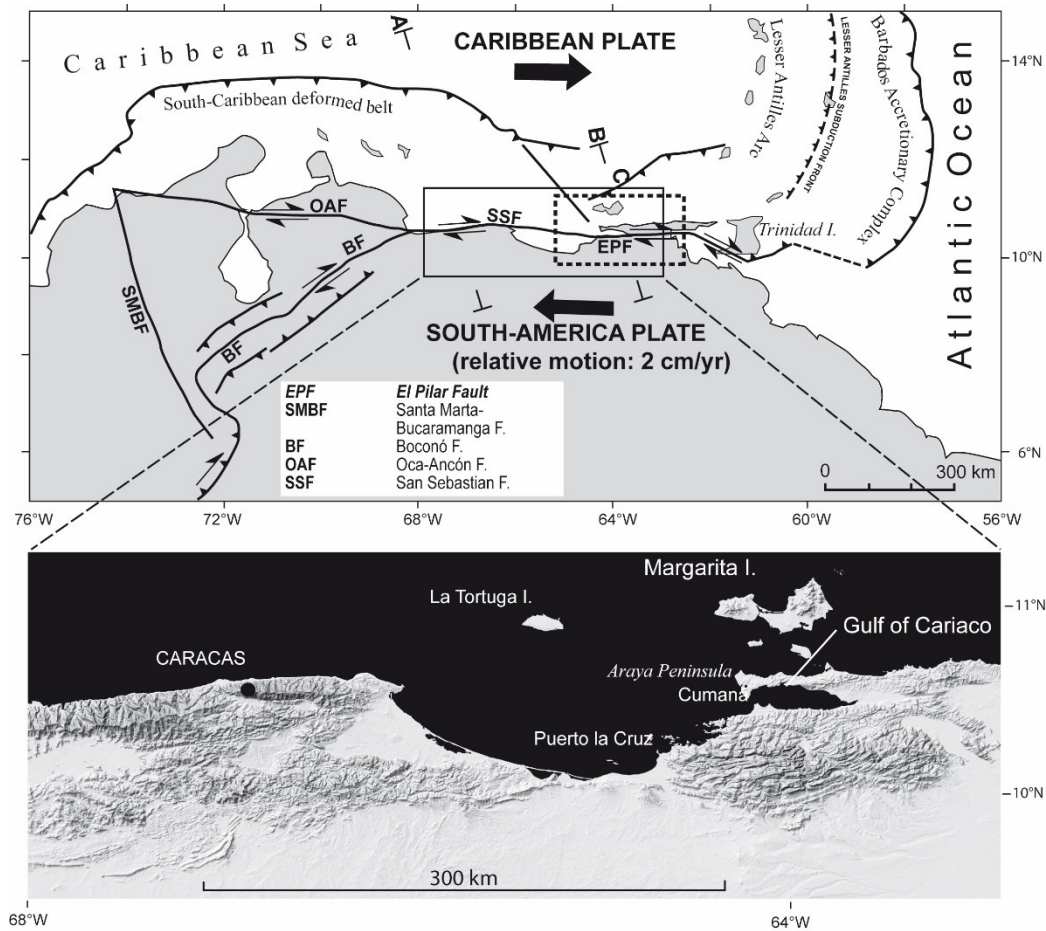 Caribbean Sea
A
CARIBBEAN PLATE
Lesser Antilles Arc
LESSER ANTILLES SUBDUCTION FRONT
Barbados Accretionary Complex
Atlantic Ocean
14°N
South-Caribbean deformed belt
B
C
OAF
SSF
EPF
Trinidad I.
10°N
BF
SMBF
BF
SOUTH-AMERICA PLATE
(relative motion: 2 cm/yr)
EPF El Pilar Fault
SMBF Santa Marta-
Bucaramanga F.
BF Boconó F.
OAF Oca-Ancón F.
SSF San Sebastian F.
6°N
0 300 km
76°W 72°W 68°W 64°W 60°W 56°W
Margarita I.
11°N
La Tortuga I.
Gulf of Cariaco
CARACAS
Araya Peninsula
Cumaná
Puerto la Cruz
10°N
300 km
68°W 64°W